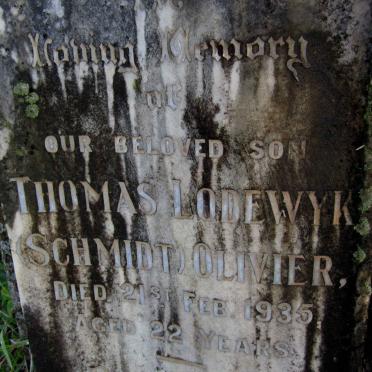 Loving Memory
of
OUR BELOVED SON
THOMAS LODEWYK
(SCHMIDT) OLIVIER,
DIED 21ST FEB. 1935
AGED 22 YEARS.